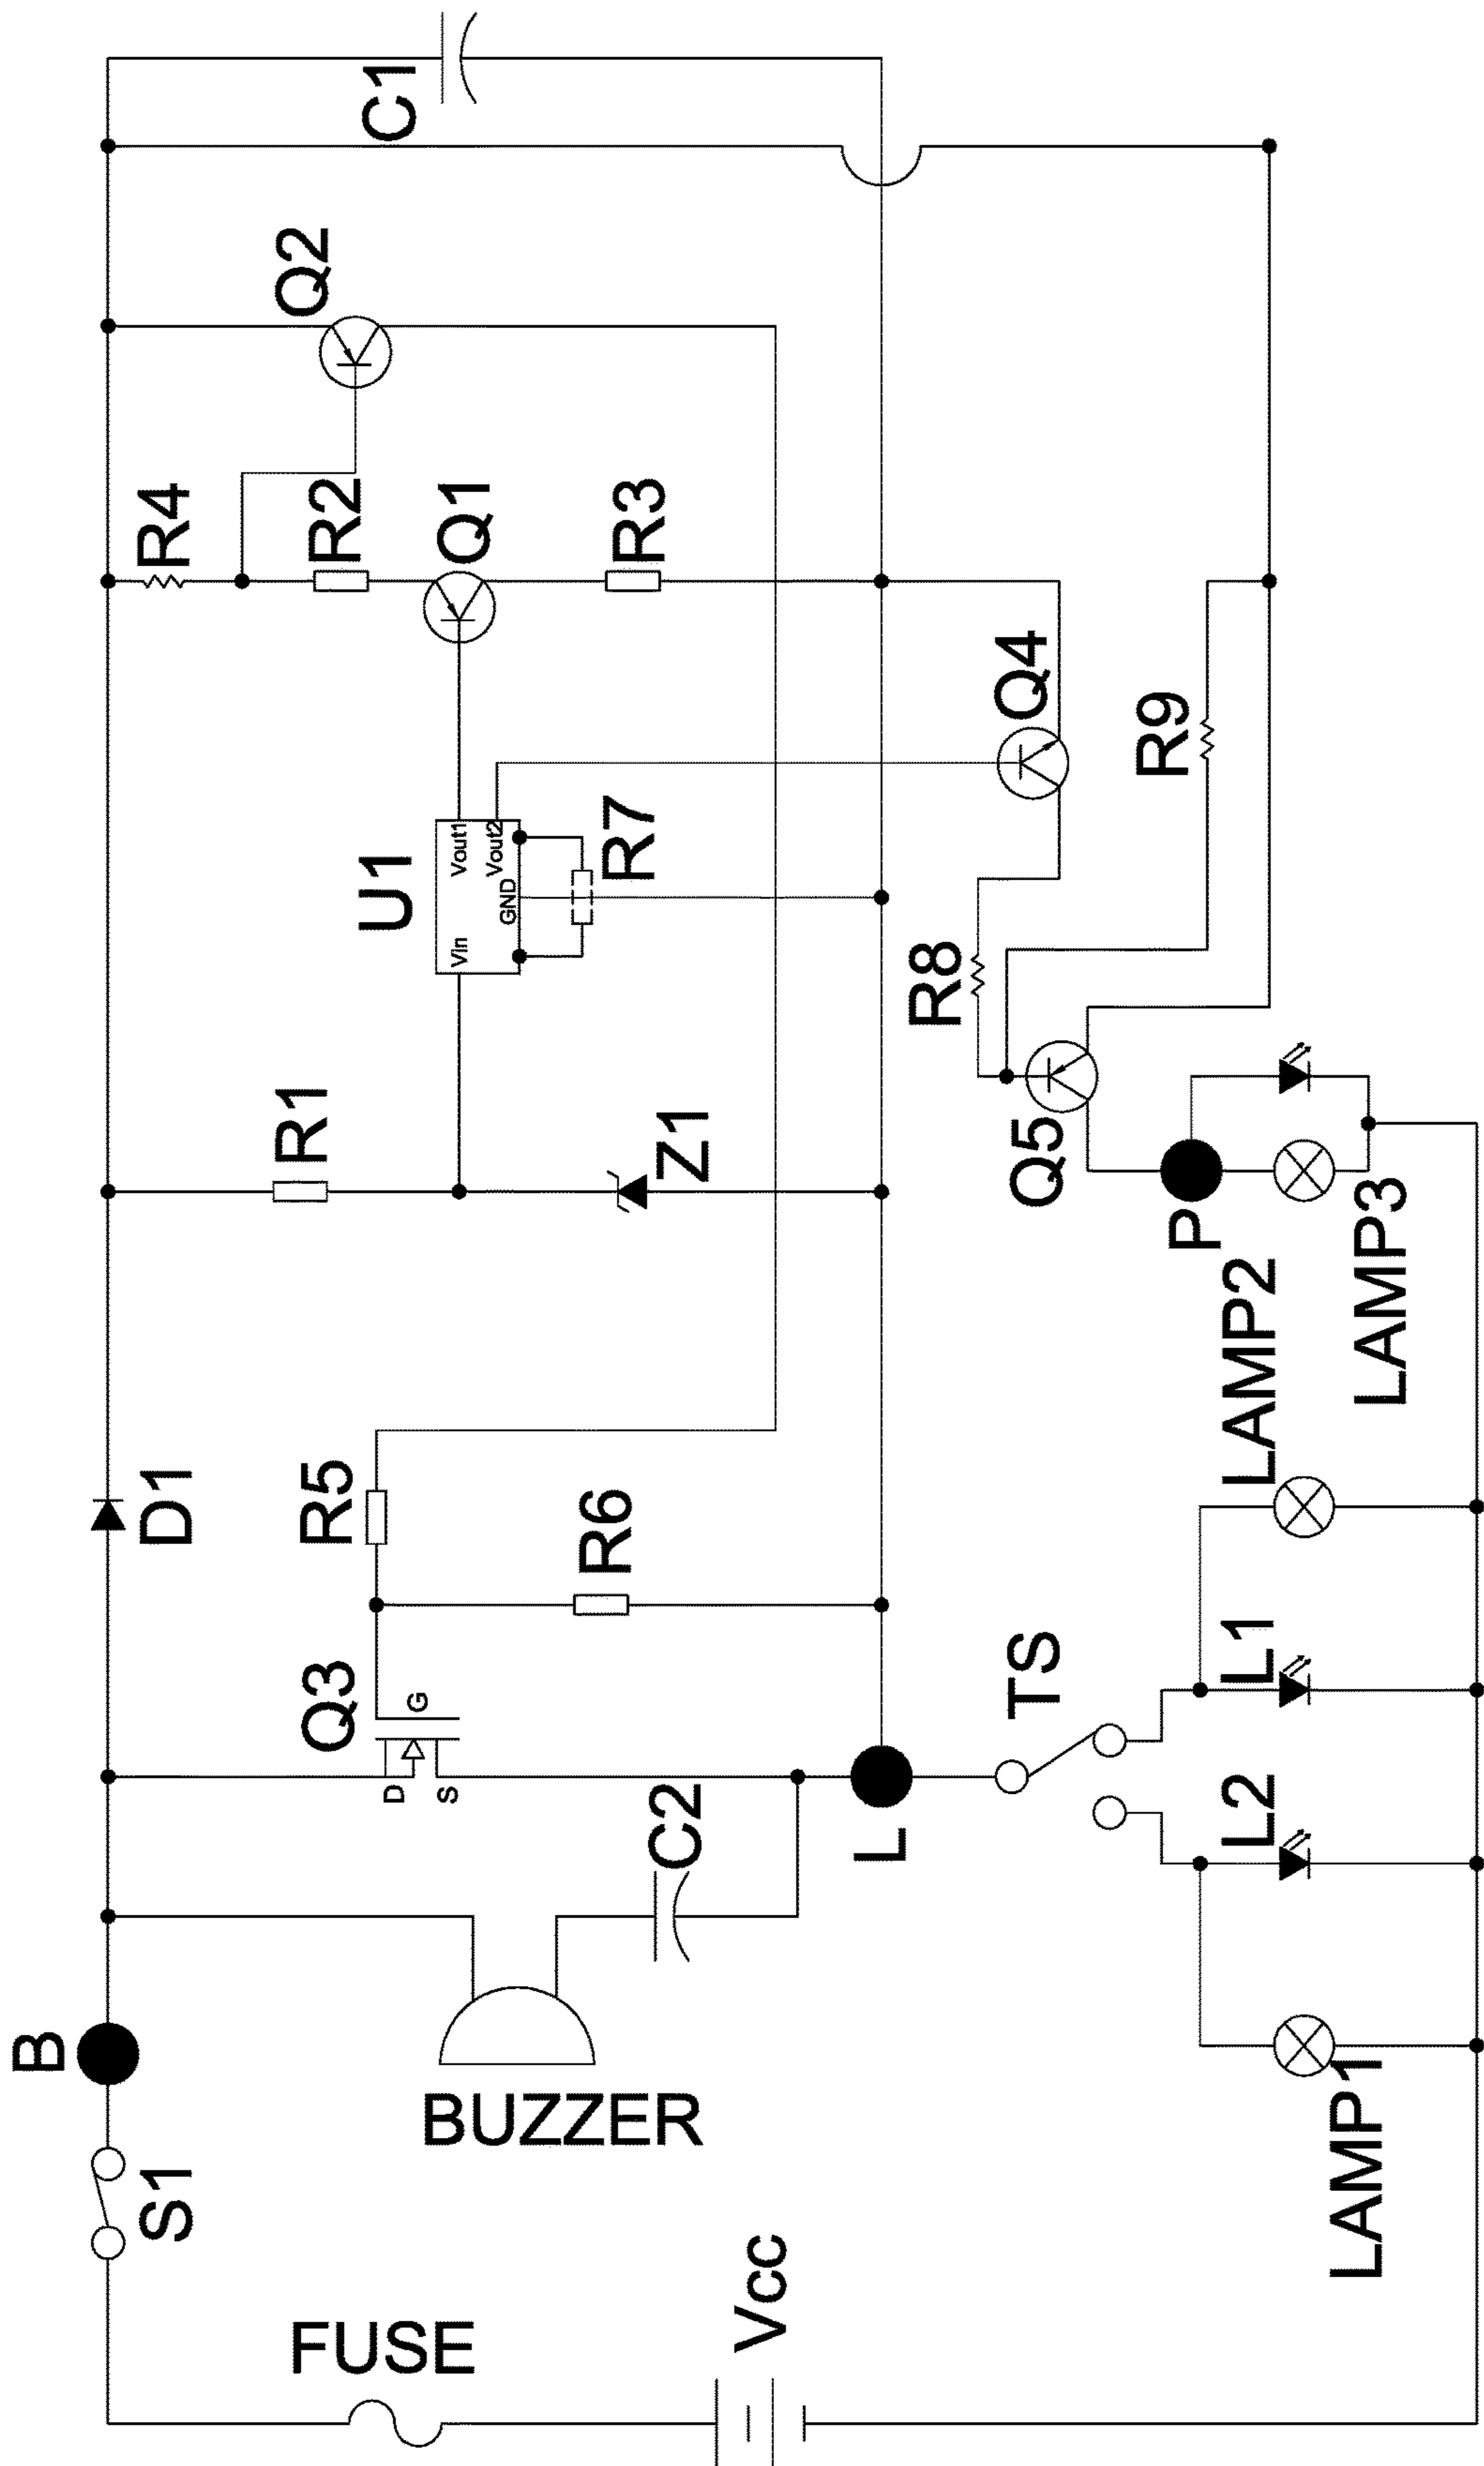 C1
Q2
R4
R2
Q1
R3
Q4
R9
U1
Vin
Vout1
Vout2
GND
R7
R8
R1
Z1
Q5
P
LAMP3
D1
R5
R6
LAMP2
Q3
G
D
S
TS
L1
C2
L
L2
B
BUZZER
LAMP1
S1
FUSE
Vcc